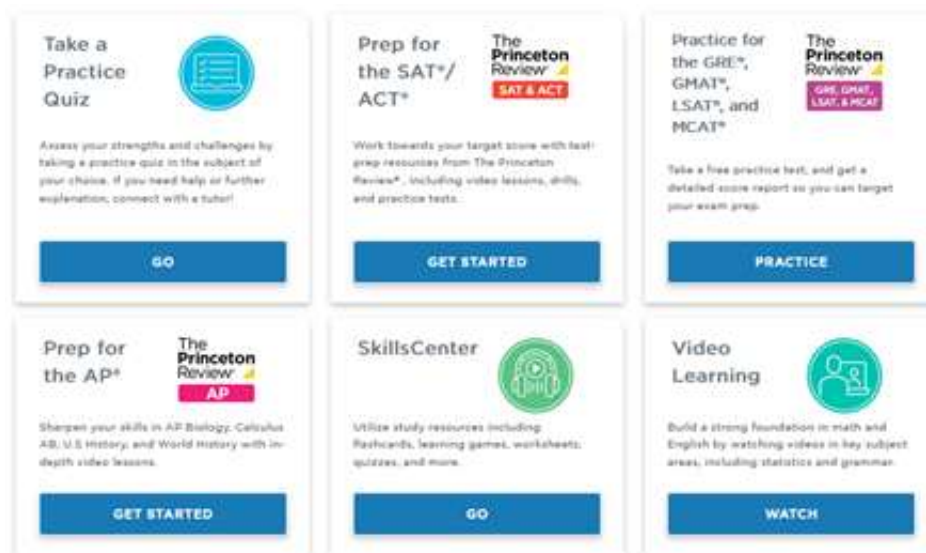 Take a
Practice
Quiz
Assess your strengths and challenges by
taking a practice quiz in the subject of
your choice. If you need help or further
explanation, connect with a tutor!
GO
Prep for
the SAT®/
ACT®
The
Princeton
Review
SAT & ACT
Work towards your target score with test-
prep resources from The Princeton
Review®, including video lessons, drills,
and practice tests.
GET STARTED
Practice for
the GRE®,
GMAT®,
LSAT®, and
MCAT®
The
Princeton
Review
GRE, GMAT,
LSAT, & MCAT
Take a free practice test, and get a
detailed score report so you can target
your exam prep.
PRACTICE
Prep for
the AP®
The
Princeton
Review
AP
Sharpen your skills in AP Biology, Calculus
AB, U.S History, and World History with in-
depth video lessons.
GET STARTED
SkillsCenter
Utilize study resources including
flashcards, learning games, worksheets,
quizzes, and more.
GO
Video
Learning
Build a strong foundation in math and
English by watching videos in key subject
areas, including statistics and grammar.
WATCH